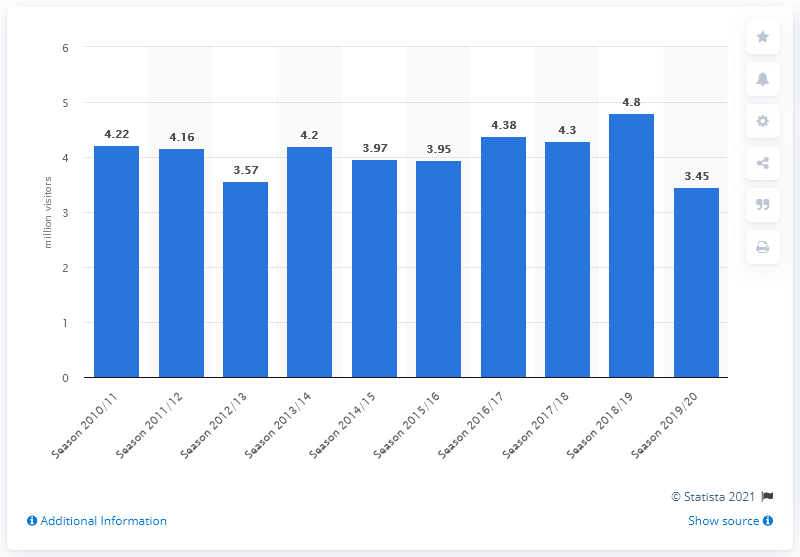 6
5
4
3
2
1
0
million visitors
4.22
4.16
3.57
4.2
3.97
3.95
4.38
4.3
4.8
3.45
Season 2010/11
Season 2011/12
Season 2012/13
Season 2013/14
Season 2014/15
Season 2015/16
Season 2016/17
Season 2017/18
Season 2018/19
Season 2019/20
© Statista 2021
Additional Information
Show source